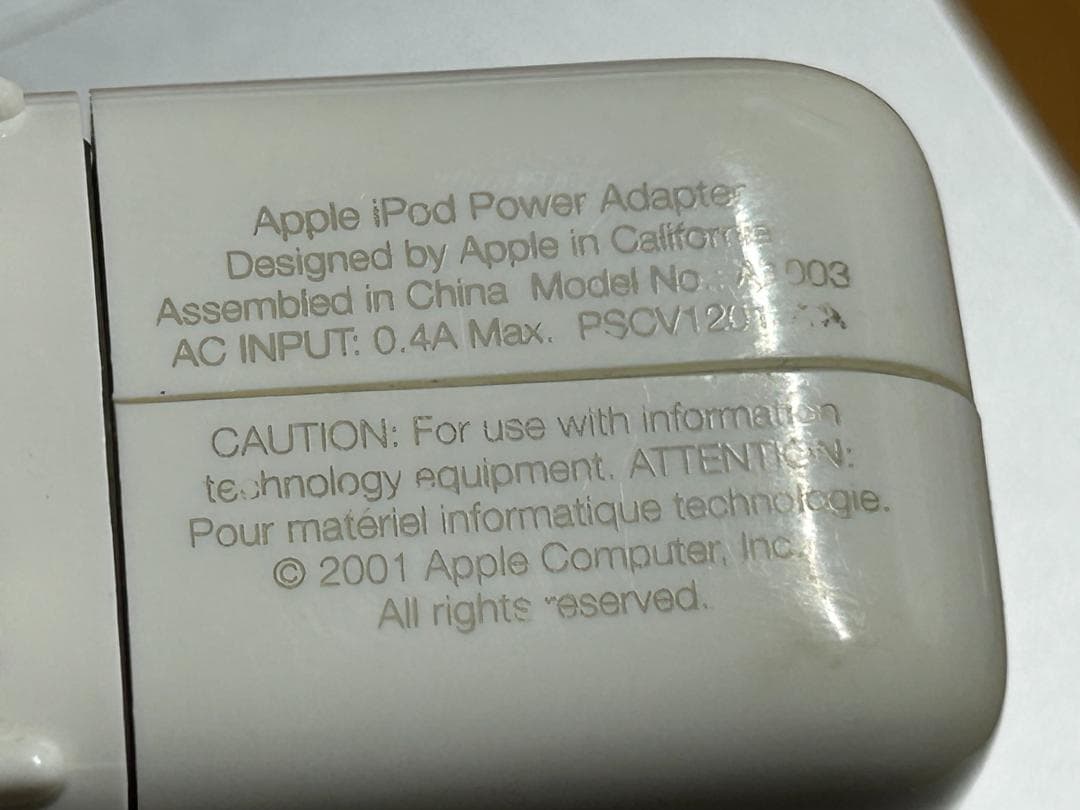 Apple iPod Power Adapter
Designed by Apple in California
Assembled in China Model No.:
AC INPUT: 0.4A Max.
CAUTION: For use with information
technology equipment. ATTENTION:
Pour matériel informatique technologie.
© 2001 Apple Computer, Inc.
All rights reserved.